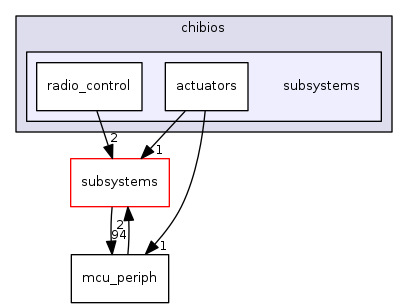 chibios
radio_control
actuators
subsystems
2
1
subsystems
2
94
1
mcu_periph